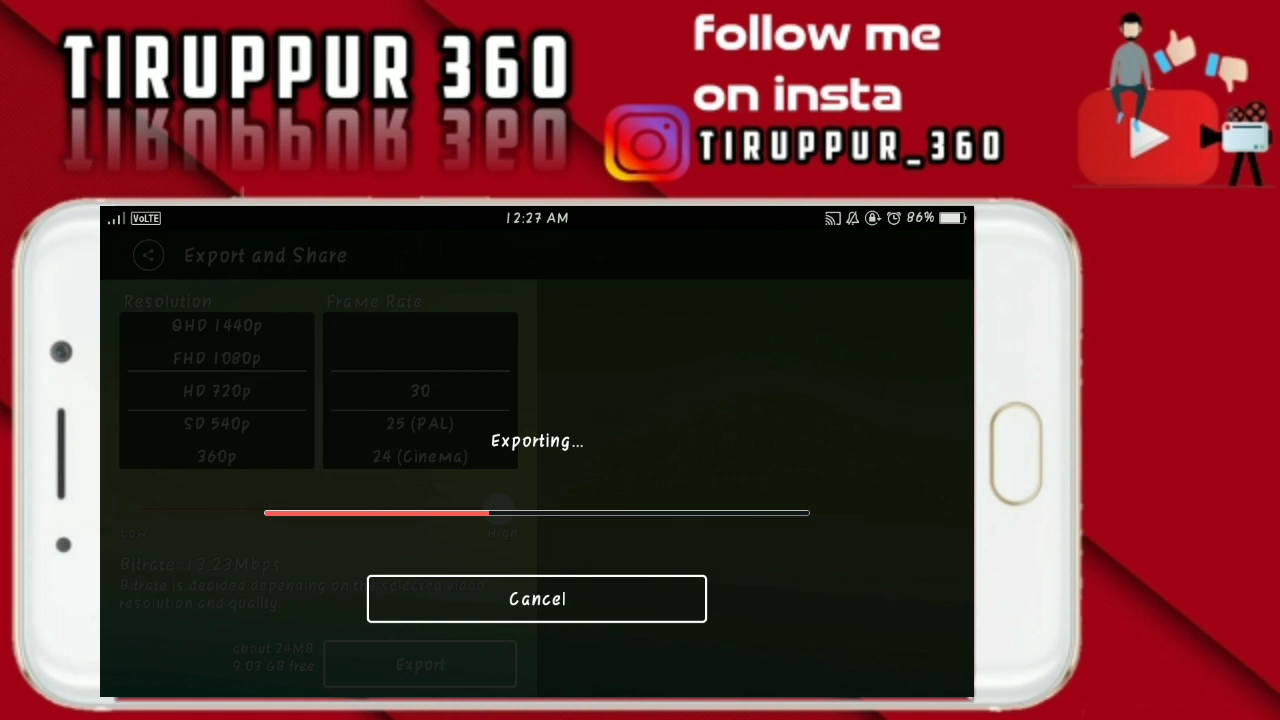 TIRUPPUR 360
follow me
on insta
TIRUPPUR_360
VoLTE
12:27 AM
86%
Export and Share
Resolution
Frame Rate
QHD 1440p
FHD 1080p
HD 720p
30
SD 540p
25 (PAL)
360p
24 (Cinema)
Exporting...
Low
High
Bitrate: 13.23Mbps
Bitrate is decided depending on the selected video
resolution and quality.
Cancel
about 24MB
9.03 GB free
Export